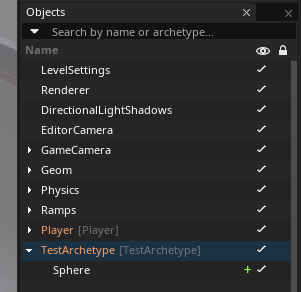 Objects
Search by name or archetype...
Name
LevelSettings
Renderer
DirectionalLightShadows
EditorCamera
GameCamera
Geom
Physics
Ramps
Player [Player]
TestArchetype [TestArchetype]
Sphere +